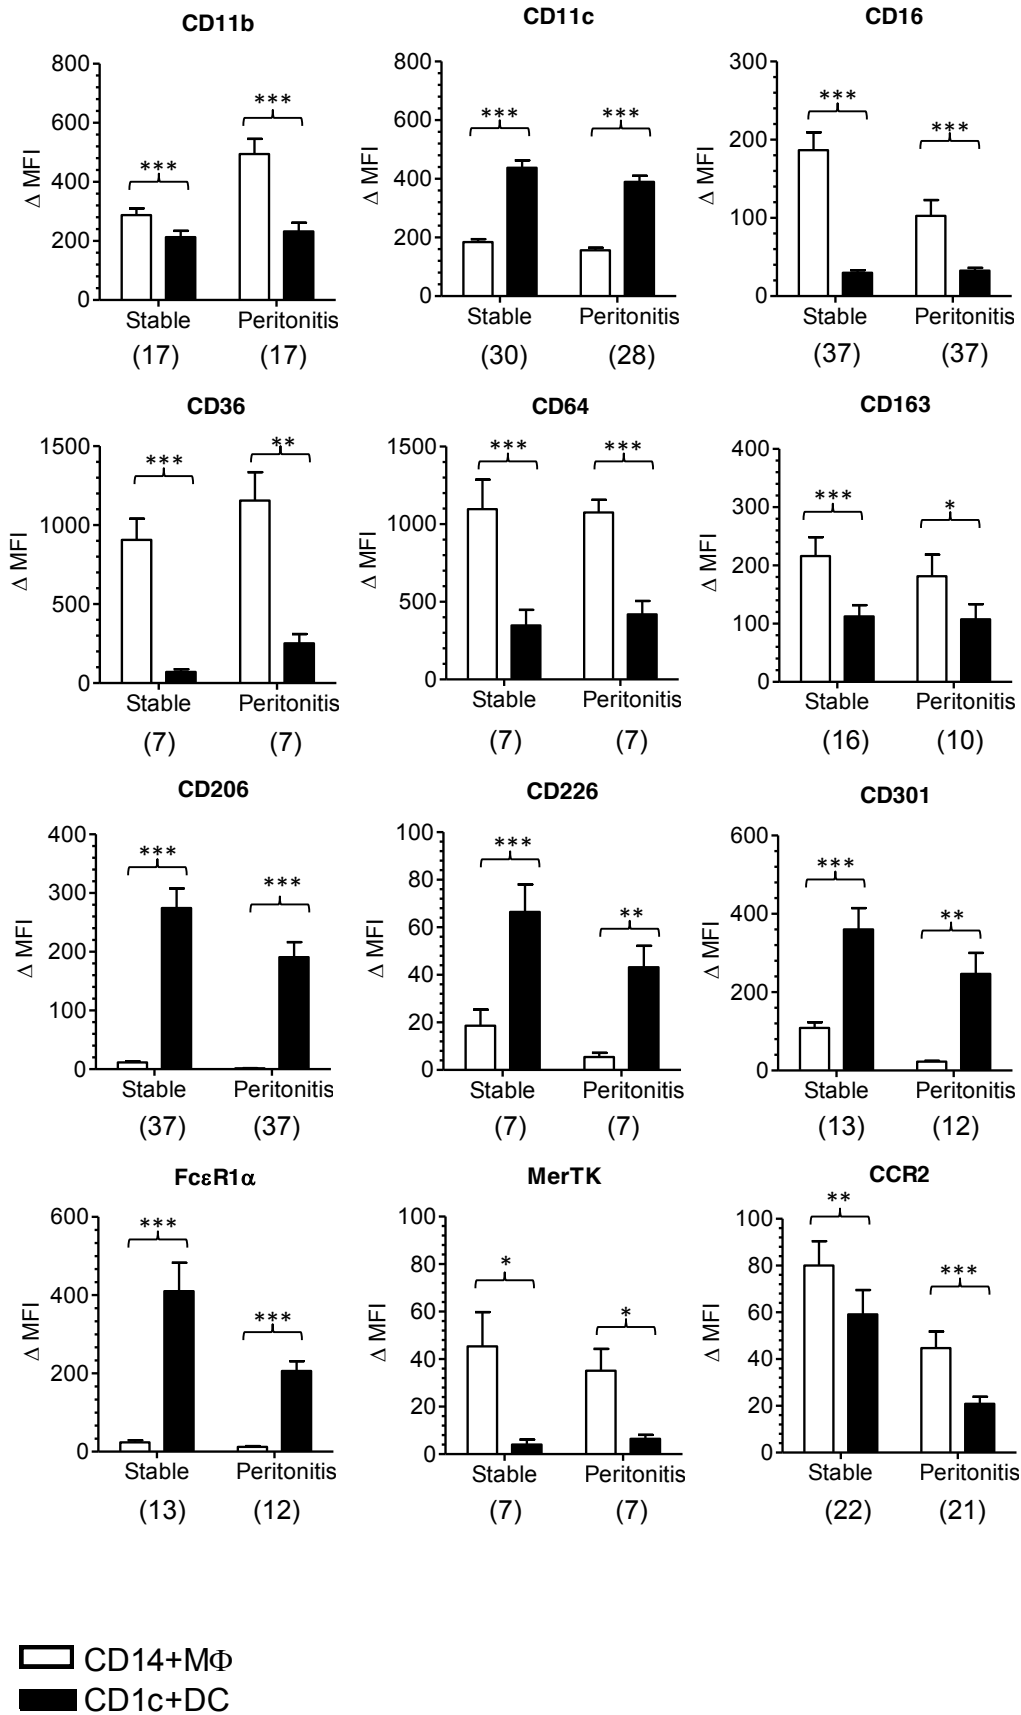 CD11b
800
600
400
200
0
Δ MFI
***
***
Stable Peritonitis
(17) (17)
CD11c
800
600
400
200
0
Δ MFI
***
***
Stable Peritonitis
(30) (28)
CD16
300
200
100
0
Δ MFI
***
***
Stable Peritonitis
(37) (37)
CD36
1500
1000
500
0
Δ MFI
***
**
Stable Peritonitis
(7) (7)
CD64
1500
1000
500
0
Δ MFI
***
***
Stable Peritonitis
(7) (7)
CD163
400
300
200
100
0
Δ MFI
***
*
Stable Peritonitis
(16) (10)
CD206
400
300
200
100
0
Δ MFI
***
***
Stable Peritonitis
(37) (37)
CD226
100
80
60
40
20
0
Δ MFI
***
**
Stable Peritonitis
(7) (7)
CD301
600
400
200
0
Δ MFI
***
**
Stable Peritonitis
(13) (12)
FcεR1α
600
400
200
0
Δ MFI
***
***
Stable Peritonitis
(13) (12)
MerTK
100
80
60
40
20
0
Δ MFI
*
*
Stable Peritonitis
(7) (7)
CCR2
100
80
60
40
20
0
Δ MFI
**
***
Stable Peritonitis
(22) (21)
CD14+MΦ
CD1c+DC